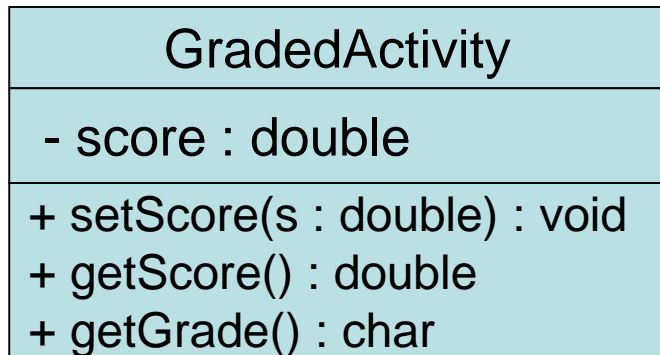 GradedActivity
- score : double
+ setScore(s : double) : void
+ getScore() : double
+ getGrade() : char